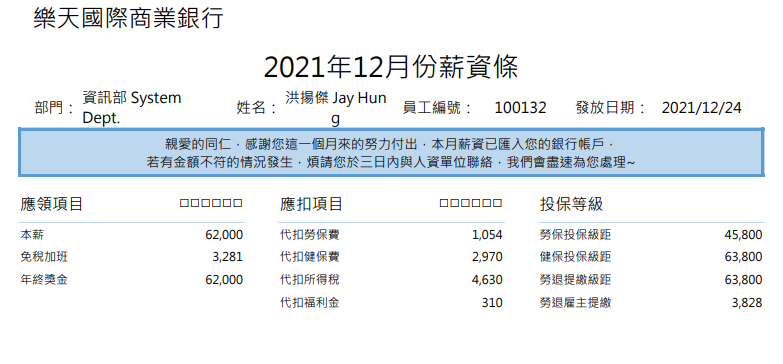 樂天國際商業銀行
2021年12月份薪資條
部門： 資訊部 System Dept. 姓名： 洪揚傑 Jay Hung 員工編號： 100132 發放日期： 2021/12/24
親愛的同仁，感謝您這一個月來的努力付出，本月薪資已匯入您的銀行帳戶，
若有金額不符的情況發生，煩請您於三日內與人資單位聯絡，我們會盡速為您處理~
應領項目 □□□□□□ 應扣項目 □□□□□□ 投保等級
本薪 62,000 代扣勞保費 1,054 勞保投保級距 45,800
免稅加班 3,281 代扣健保費 2,970 健保投保級距 63,800
年終獎金 62,000 代扣所得稅 4,630 勞退提繳級距 63,800
代扣福利金 310 勞退雇主提繳 3,828